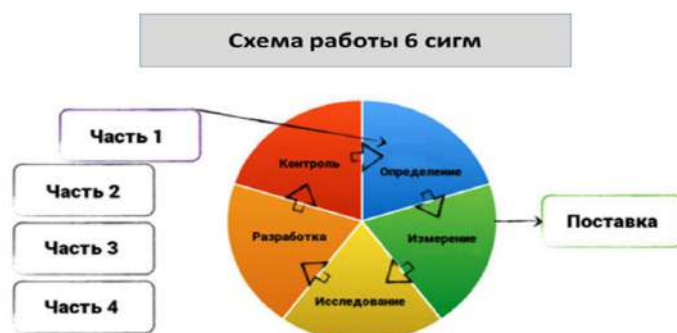 Схема работы 6 сигм
Часть 1
Часть 2
Часть 3
Часть 4
Контроль
Определение
Разработка
Измерение
Исследование
Поставка